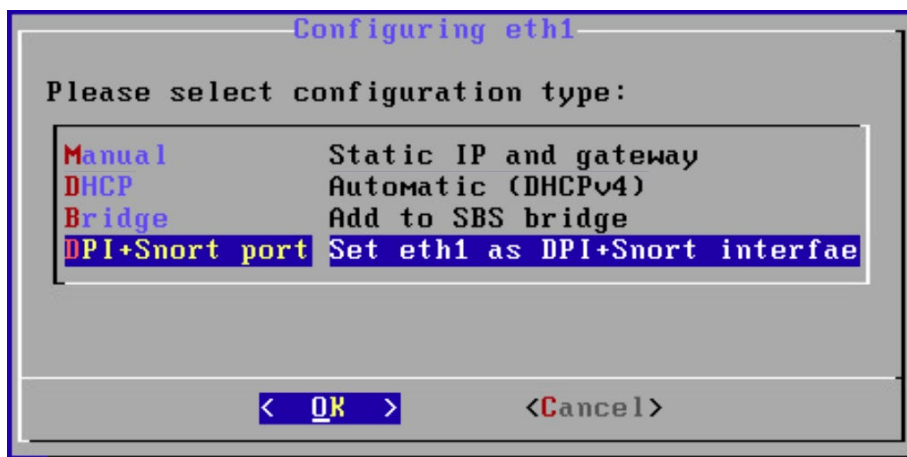 Configuring eth1
Please select configuration type:
Manual Static IP and gateway
DHCP Automatic (DHCPv4)
Bridge Add to SBS bridge
DPI+Snort port Set eth1 as DPI+Snort interfae
< OK > <Cancel>